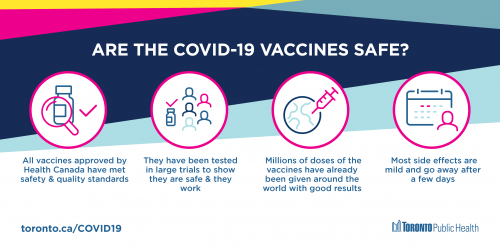 ARE THE COVID-19 VACCINES SAFE?
All vaccines approved by
Health Canada have met
safety & quality standards
They have been tested
in large trials to show
they are safe & they
work
Millions of doses of the
vaccines have already
been given around the
world with good results
Most side effects are
mild and go away after
a few days
toronto.ca/COVID19
TORONTO Public Health